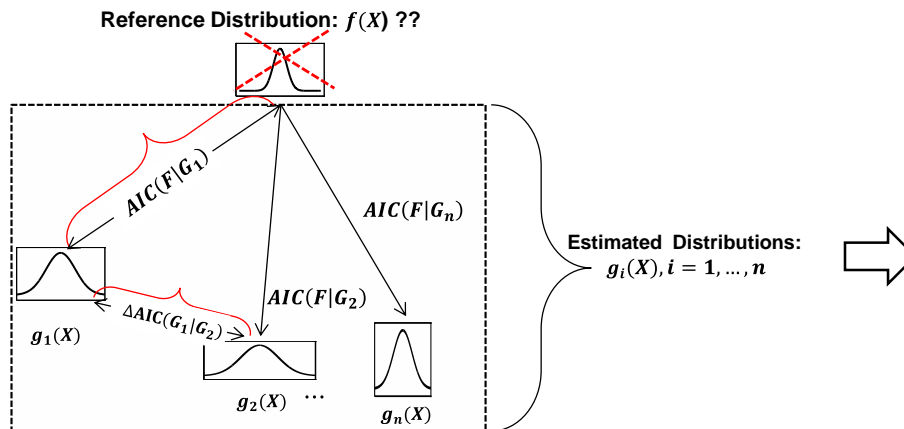 Reference Distribution: f(X) ??
AIC(F|G₁)
AIC(F|Gₙ)
Estimated Distributions:
gᵢ(X), i = 1, …, n
AIC(F|G₂)
ΔAIC(G₁|G₂)
g₁(X)
g₂(X) ...
gₙ(X)